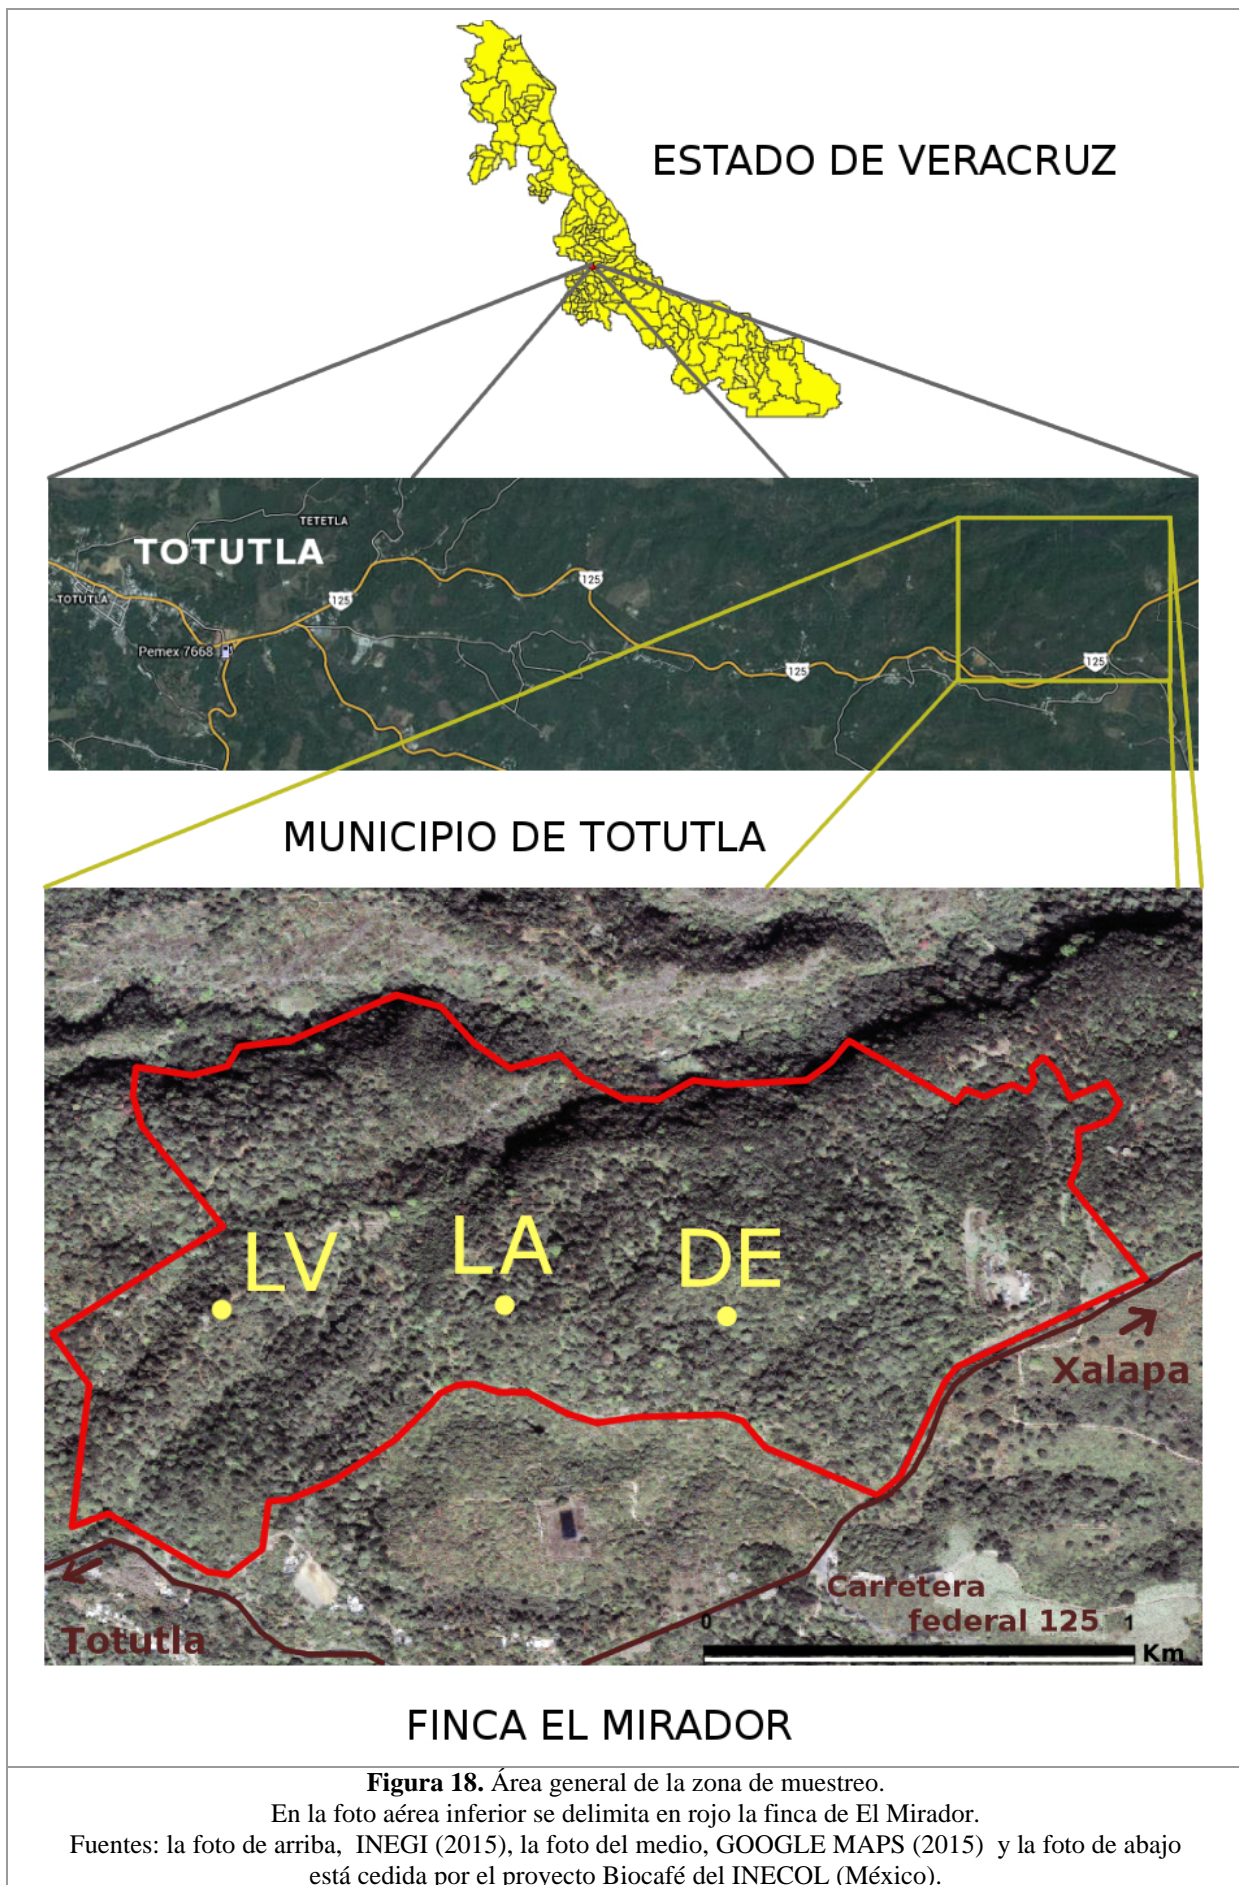 ESTADO DE VERACRUZ
TETETLA
TOTUTLA
125
125
TOTUTLA
Pemex 7668
125
125
MUNICIPIO DE TOTUTLA
LV
LA
DE
Xalapa
Carretera
federal 125
0
1
Km
Totutla
FINCA EL MIRADOR
Figura 18. Área general de la zona de muestreo.
En la foto aérea inferior se delimita en rojo la finca de El Mirador.
Fuentes: la foto de arriba, INEGI (2015), la foto del medio, GOOGLE MAPS (2015) y la foto de abajo
está cedida por el proyecto Biocafé del INECOL (México).